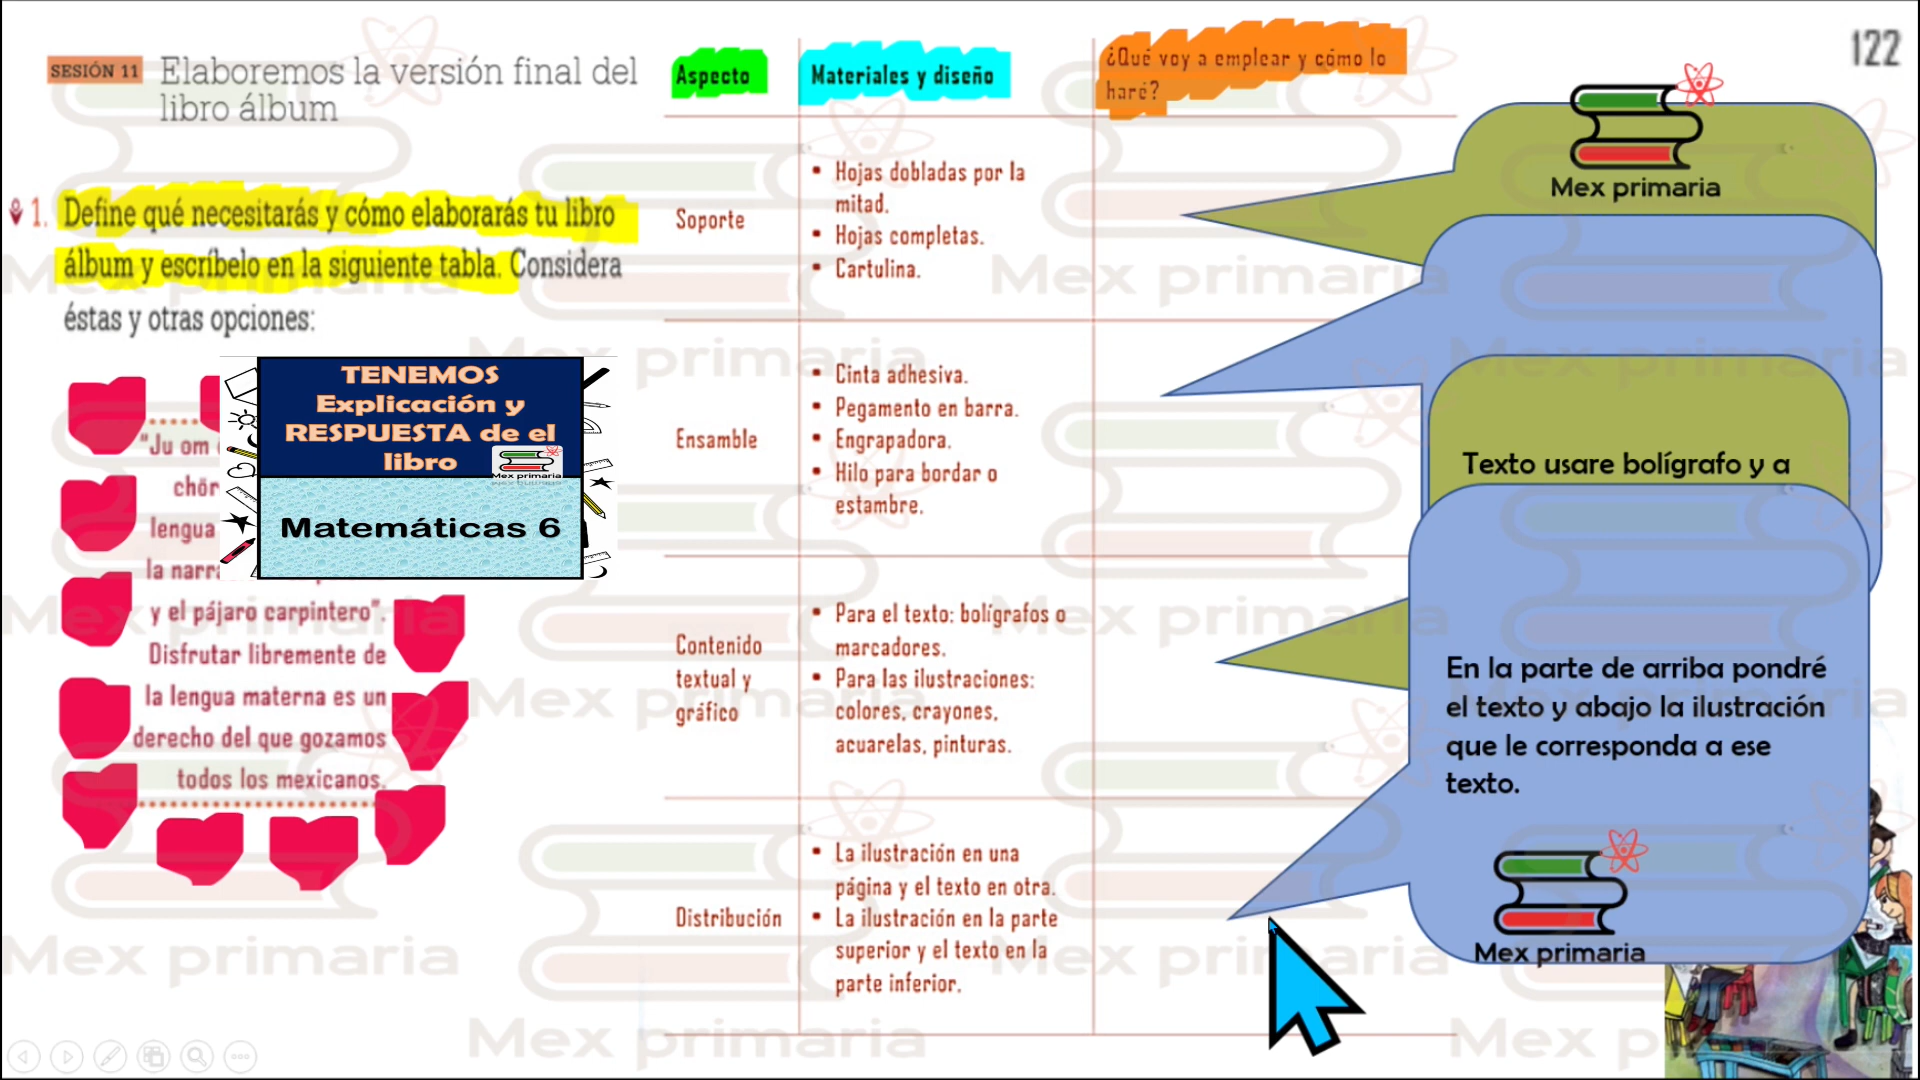 SESIÓN 11
Elaboremos la versión final del
libro álbum
1. Define qué necesitarás y cómo elaborarás tu libro
álbum y escríbelo en la siguiente tabla. Considera
éstas y otras opciones:
"Ju om
chör
lengua
la narra
y el pájaro carpintero".
Disfrutar libremente de
la lengua materna es un
derecho del que gozamos
todos los mexicanos.
TENEMOS
Explicación y
RESPUESTA de el
libro
Mex primaria
Matemáticas 6
Aspecto
Materiales y diseño
¿Qué voy a emplear y cómo lo
haré?
Soporte
• Hojas dobladas por la
mitad.
• Hojas completas.
• Cartulina.
Ensamble
• Cinta adhesiva.
• Pegamento en barra.
• Engrapadora.
• Hilo para bordar o
estambre.
Contenido
textual y
gráfico
• Para el texto: bolígrafos o
marcadores.
• Para las ilustraciones:
colores, crayones,
acuarelas, pinturas.
Distribución
• La ilustración en una
página y el texto en otra.
• La ilustración en la parte
superior y el texto en la
parte inferior.
122
Mex primaria
Texto usare bolígrafo y a
En la parte de arriba pondré
el texto y abajo la ilustración
que le corresponda a ese
texto.
Mex primaria